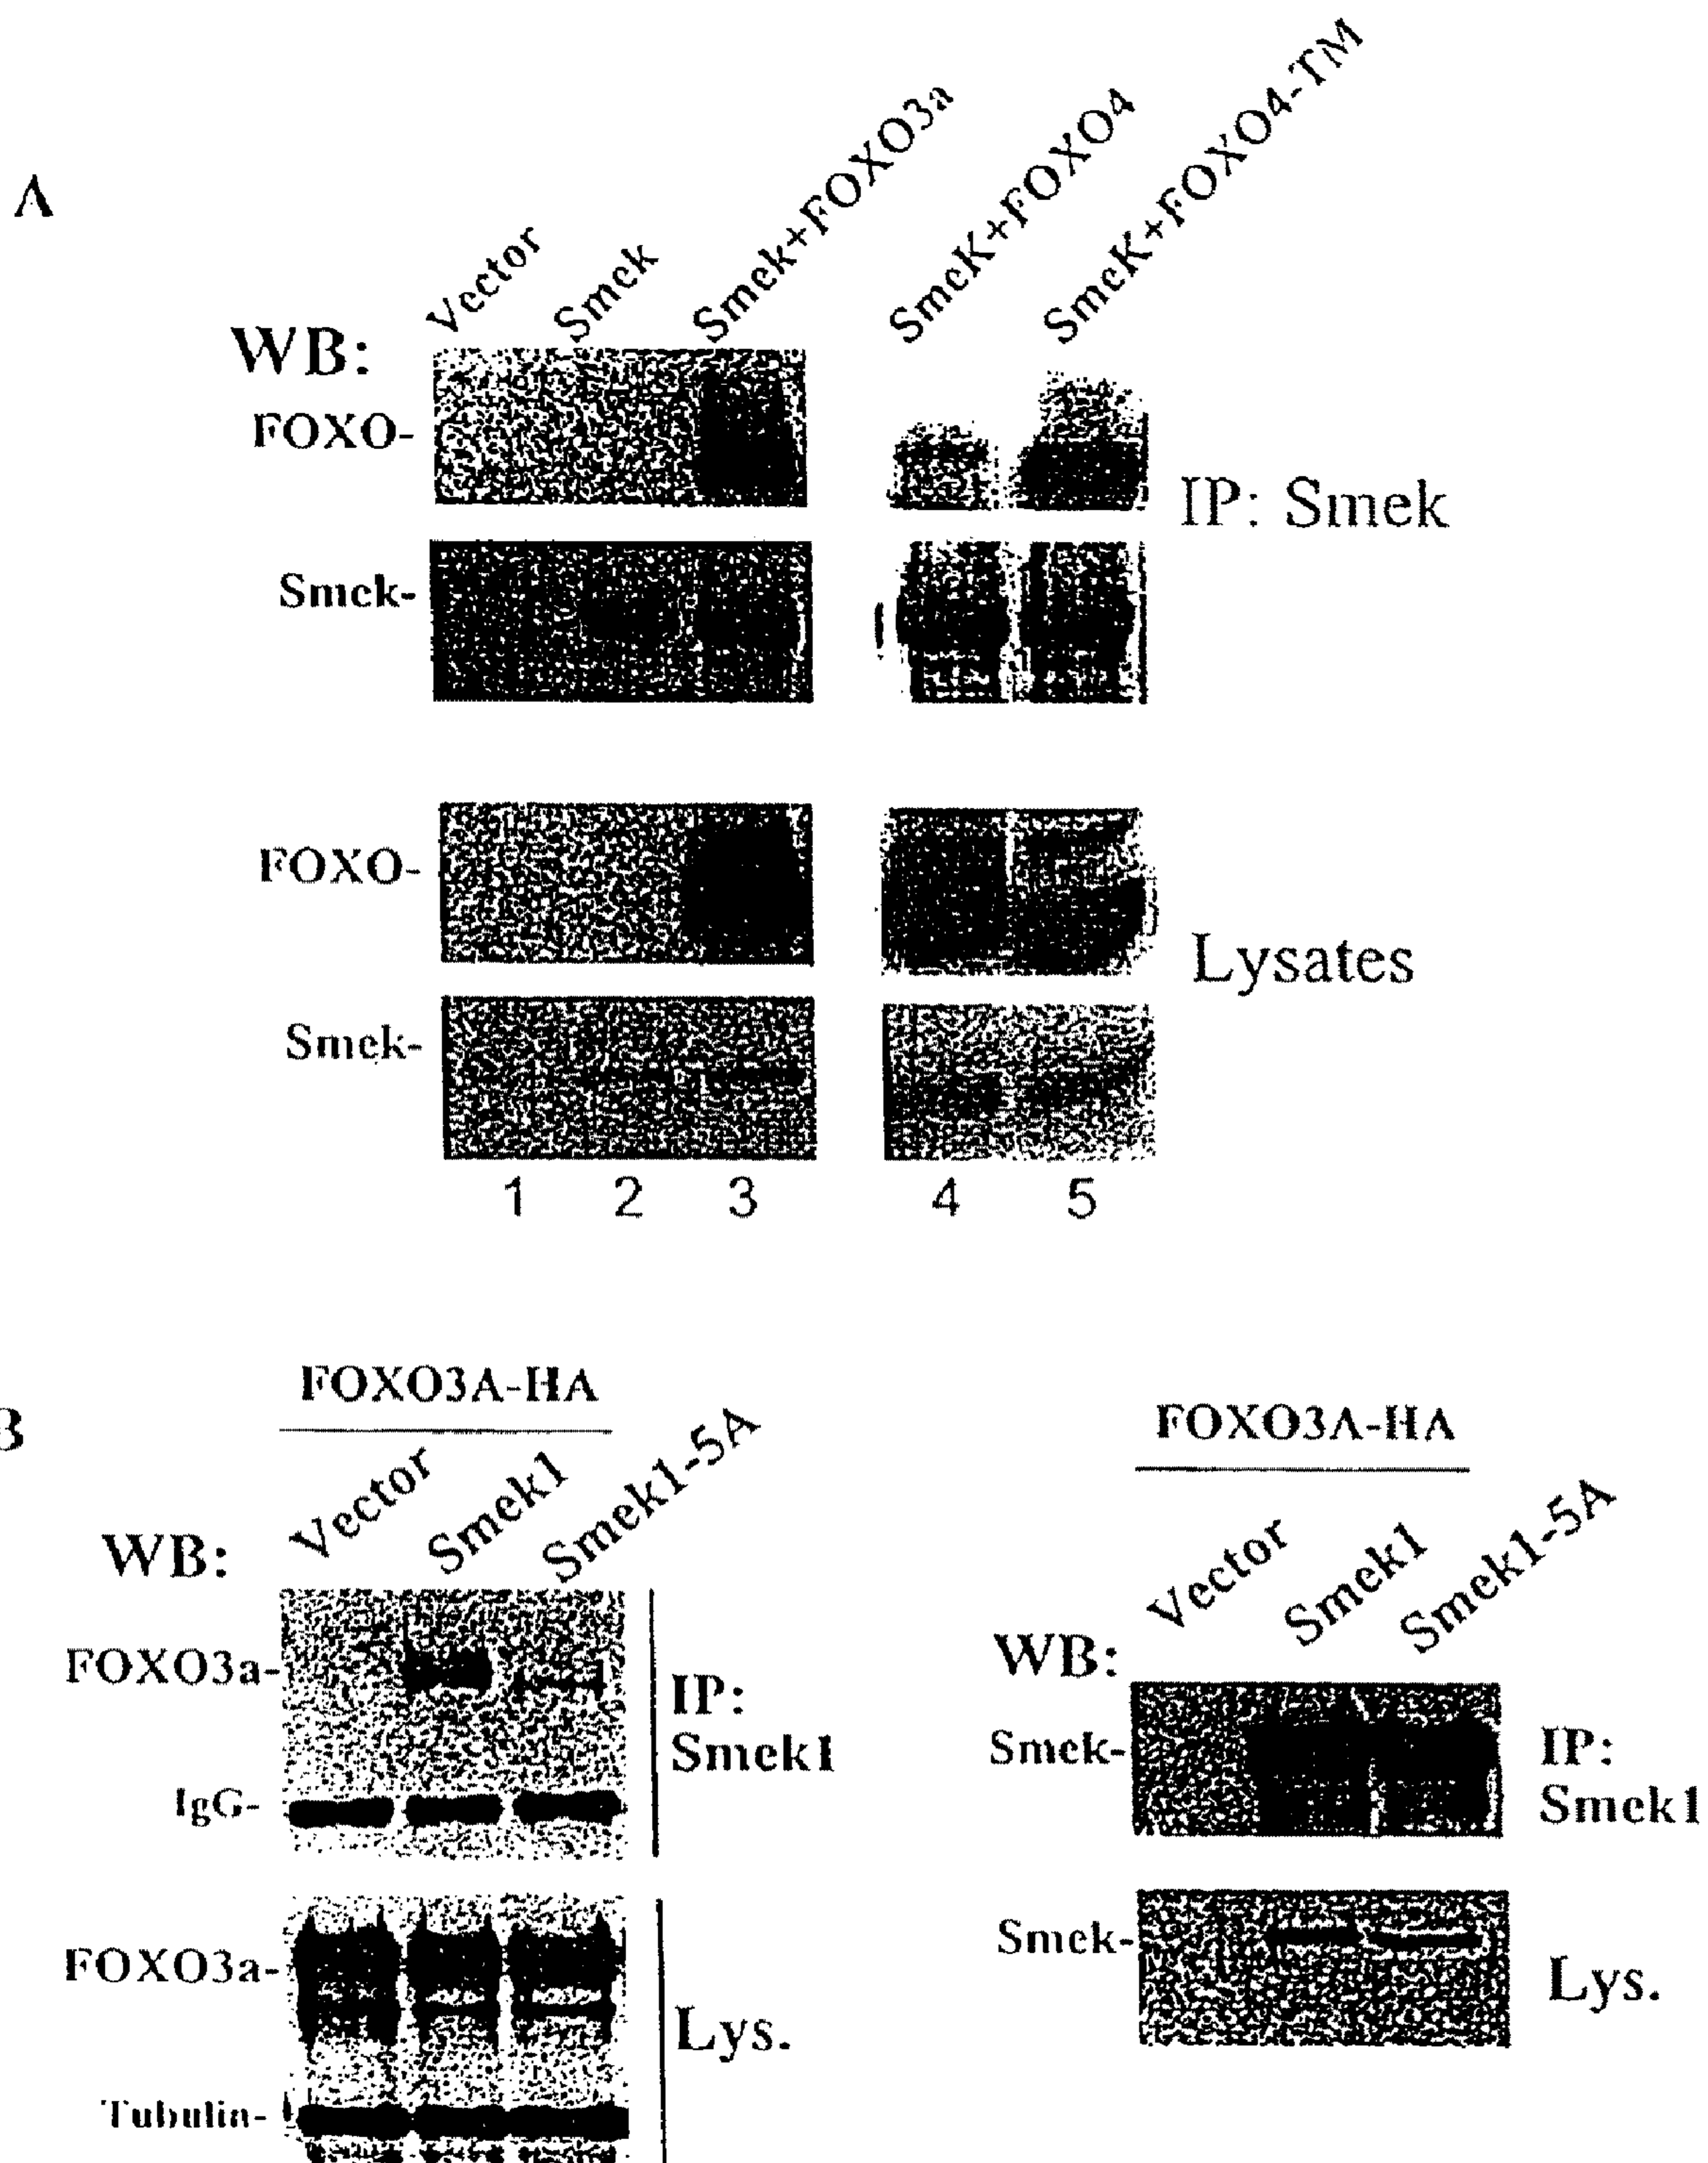 A
Vector
Smek
Smek+FOXO3a
SmeK+FOXO4
SmeK+FOXO4-TM
WB:
FOXO-
IP: Smek
Smek-
FOXO-
Lysates
Smek-
1 2 3 4 5
B
FOXO3A-HA
Vector
Smek1
Smek1-5A
WB:
FOXO3a-
IP:
Smek1
IgG-
FOXO3a-
Lys.
Tubulin-
FOXO3A-HA
Vector
Smek1
Smek1-5A
WB:
Smek-
IP:
Smek1
Smek-
Lys.